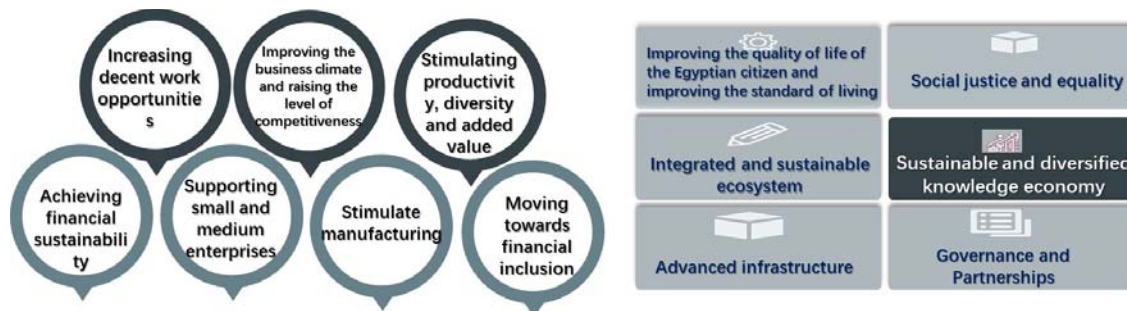 Increasing
decent work
opportunitie
s
Improving the
business climate
and raising the
level of
competitiveness
Stimulating
productivit
y, diversity
and added
value
Achieving
financial
sustainabili
ty
Supporting
small and
medium
enterprises
Stimulate
manufacturing
Moving
towards
financial
inclusion
Improving the quality of life of
the Egyptian citizen and
improving the standard of living
Social justice and equality
Integrated and sustainable
ecosystem
Sustainable and diversified
knowledge economy
Advanced infrastructure
Governance and
Partnerships